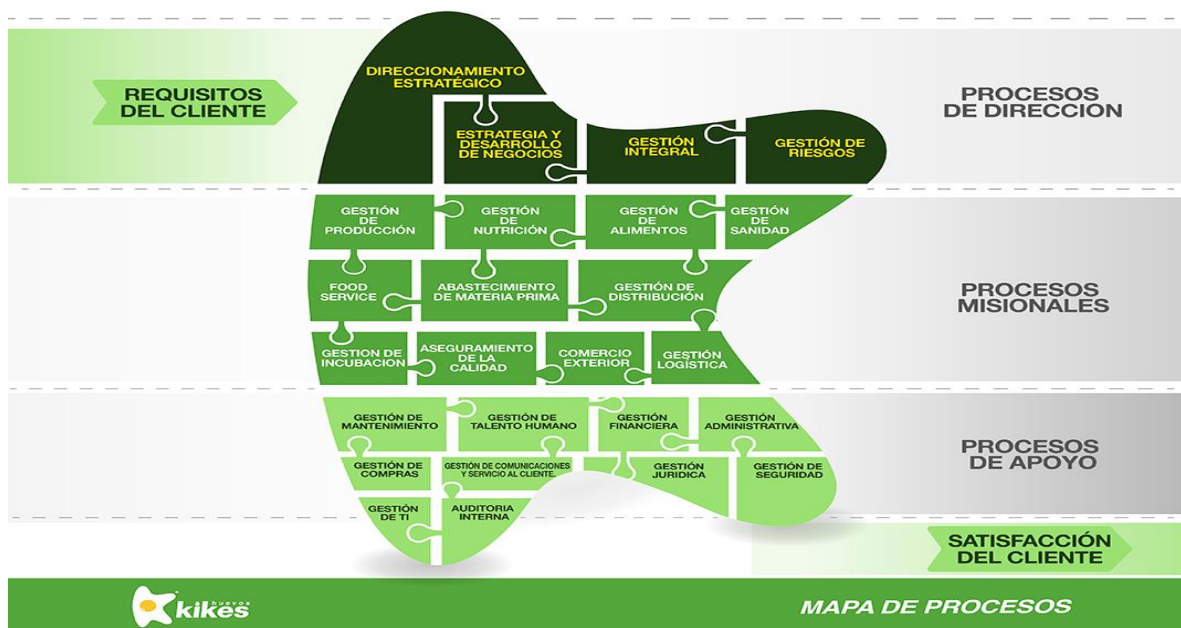 REQUISITOS
DEL CLIENTE
DIRECCIONAMIENTO
ESTRATÉGICO
ESTRATEGIA Y
DESARROLLO
DE NEGOCIOS
GESTIÓN
INTEGRAL
GESTIÓN DE
RIESGOS
PROCESOS
DE DIRECCION
GESTIÓN
DE
PRODUCCIÓN
GESTIÓN
DE
NUTRICIÓN
GESTIÓN
DE
ALIMENTOS
GESTIÓN
DE
SANIDAD
FOOD
SERVICE
ABASTECIMIENTO
DE MATERIA PRIMA
GESTIÓN DE
DISTRIBUCIÓN
PROCESOS
MISIONALES
GESTION DE
INCUBACION
ASEGURAMIENTO
DE LA
CALIDAD
COMERCIO
EXTERIOR
GESTIÓN
LOGÍSTICA
GESTIÓN DE
MANTENIMIENTO
GESTIÓN DE
TALENTO HUMANO
GESTIÓN
FINANCIERA
GESTIÓN
ADMINISTRATIVA
PROCESOS
DE APOYO
GESTIÓN DE
COMPRAS
GESTIÓN DE COMUNICACIONES
Y SERVICIO AL CLIENTE.
GESTIÓN
JURIDICA
GESTIÓN DE
SEGURIDAD
GESTIÓN
DE TI
AUDITORIA
INTERNA
SATISFACCIÓN
DEL CLIENTE
huevos
kikes
MAPA DE PROCESOS